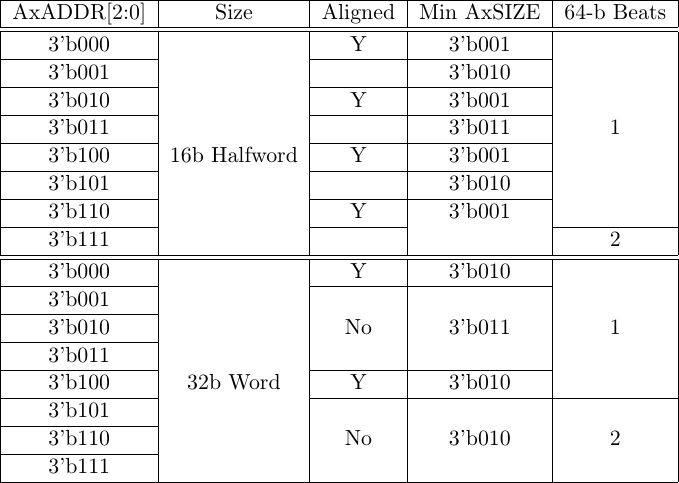 AxADDR[2:0] Size Aligned Min AxSIZE 64-b Beats
3'b000 Y 3'b001
3'b001 3'b010
3'b010 Y 3'b001
3'b011 3'b011 1
3'b100 16b Halfword Y 3'b001
3'b101 3'b010
3'b110 Y 3'b001
3'b111 2
3'b000 Y 3'b010
3'b001
3'b010 No 3'b011 1
3'b011
3'b100 32b Word Y 3'b010
3'b101
3'b110 No 3'b010 2
3'b111